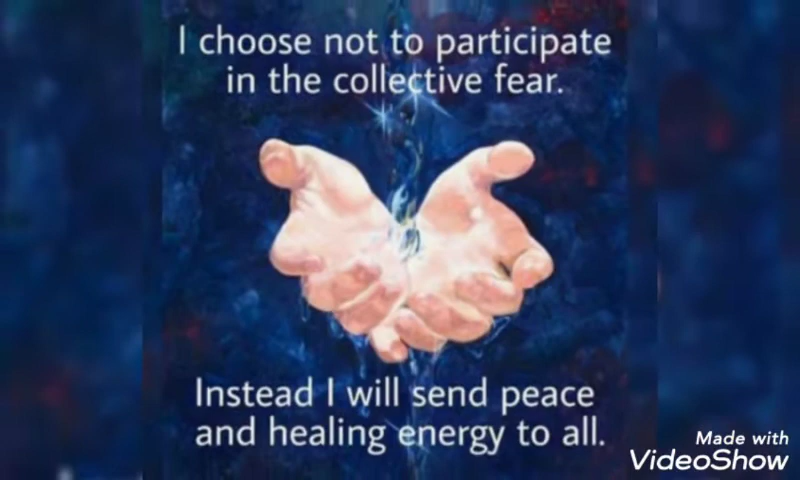 I choose not to participate
in the collective fear.
Instead I will send peace
and healing energy to all.
Made with
VideoShow